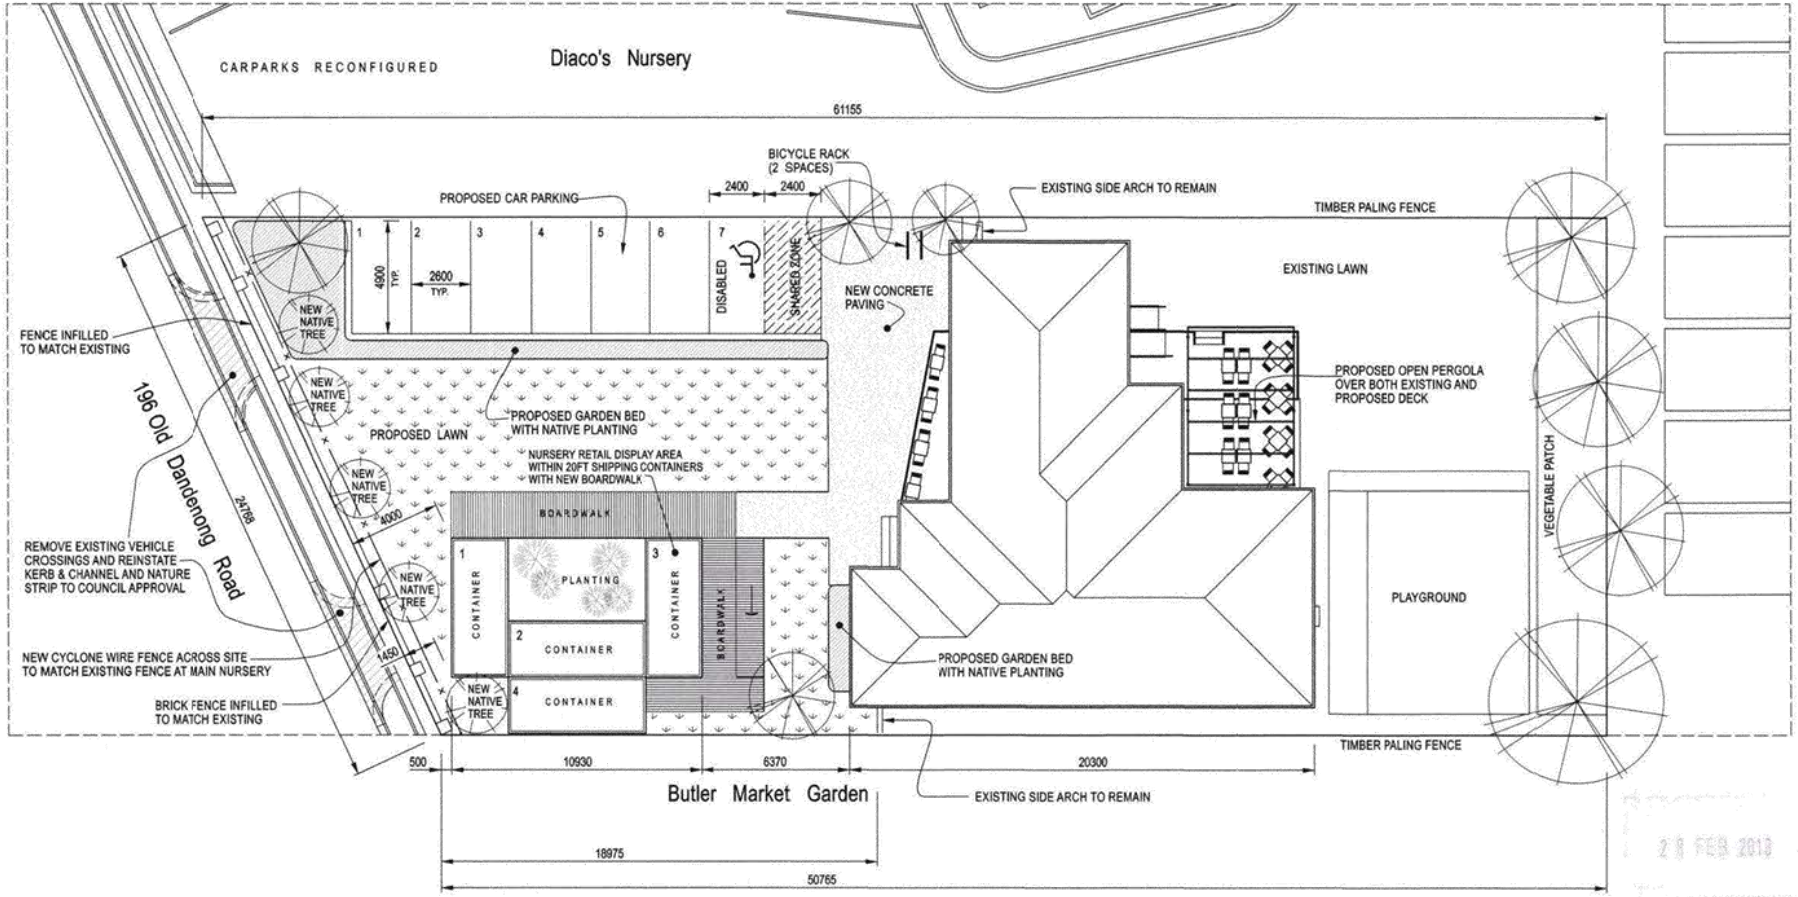 Diaco's Nursery
CARPARKS RECONFIGURED
61155
BICYCLE RACK
(2 SPACES)
2400
2400
EXISTING SIDE ARCH TO REMAIN
PROPOSED CAR PARKING
TIMBER PALING FENCE
1
2
3
4
5
6
7
4900
TYP.
2600
TYP.
DISABLED
SHARED ZONE
EXISTING LAWN
NEW CONCRETE
PAVING
NEW
NATIVE
TREE
FENCE INFILLED
TO MATCH EXISTING
NEW
NATIVE
TREE
PROPOSED OPEN PERGOLA
OVER BOTH EXISTING AND
PROPOSED DECK
196 Old Dandenong Road
24768
PROPOSED GARDEN BED
WITH NATIVE PLANTING
PROPOSED LAWN
NURSERY RETAIL DISPLAY AREA
WITHIN 20FT SHIPPING CONTAINERS
WITH NEW BOARDWALK
NEW
NATIVE
TREE
VEGETABLE PATCH
4000
BOARDWALK
REMOVE EXISTING VEHICLE
CROSSINGS AND REINSTATE
KERB & CHANNEL AND NATURE
STRIP TO COUNCIL APPROVAL
1
CONTAINER
PLANTING
3
CONTAINER
BOARDWALK
NEW
NATIVE
TREE
PLAYGROUND
2
CONTAINER
1450
NEW CYCLONE WIRE FENCE ACROSS SITE
TO MATCH EXISTING FENCE AT MAIN NURSERY
PROPOSED GARDEN BED
WITH NATIVE PLANTING
NEW
NATIVE
TREE
4
CONTAINER
BRICK FENCE INFILLED
TO MATCH EXISTING
TIMBER PALING FENCE
500
10930
6370
20300
Butler Market Garden
EXISTING SIDE ARCH TO REMAIN
18975
50765
28 FEB 2013